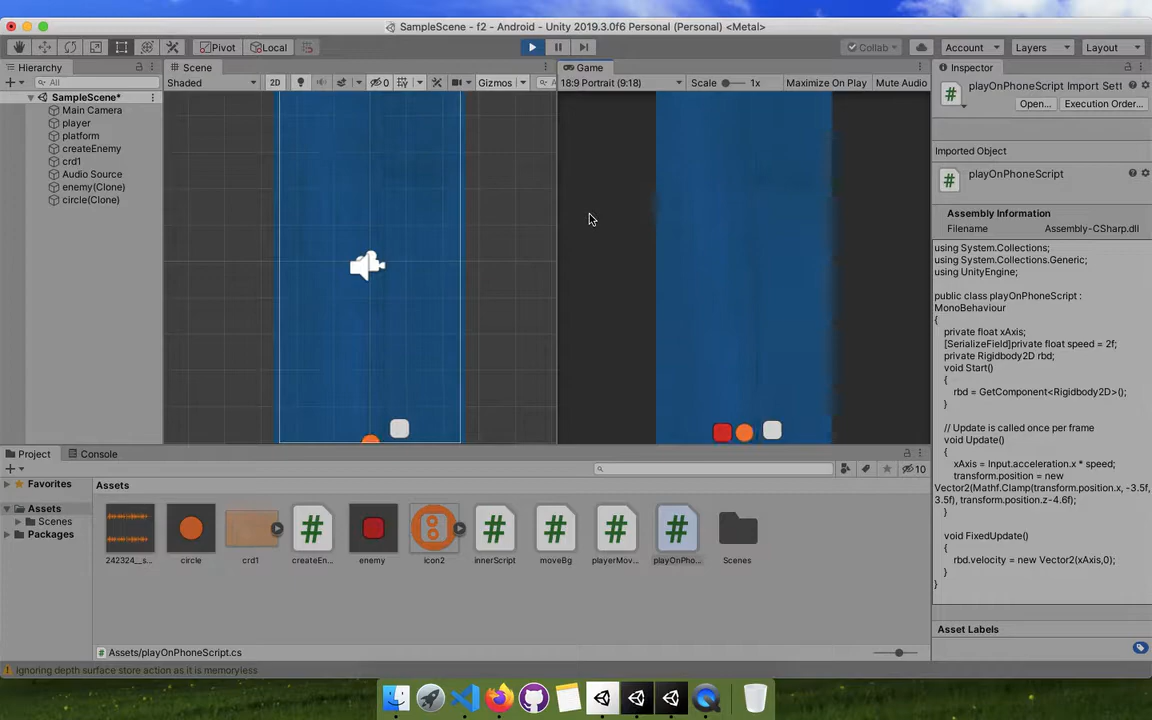 SampleScene - f2 - Android - Unity 2019.3.0f6 Personal (Personal) <Metal>
Pivot
Local
Collab
Account
Layers
Layout
Hierarchy
All
SampleScene*
Main Camera
player
platform
createEnemy
crd1
Audio Source
enemy(Clone)
circle(Clone)
Scene
Shaded
2D
0
Gizmos
Game
18:9 Portrait (9:18)
Scale
1x
Maximize On Play
Mute Audio
Inspector
playOnPhoneScript Import Sett
Open...
Execution Order...
Imported Object
playOnPhoneScript
Assembly Information
Filename
Assembly-CSharp.dll
using System.Collections;
using System.Collections.Generic;
using UnityEngine;
public class playOnPhoneScript :
MonoBehaviour
{
private float xAxis;
[SerializeField]private float speed = 2f;
private Rigidbody2D rbd;
void Start()
{
rbd = GetComponent<Rigidbody2D>();
}
// Update is called once per frame
void Update()
{
xAxis = Input.acceleration.x * speed;
transform.position = new
Vector2(Mathf.Clamp(transform.position.x, -3.5f,
3.5f), transform.position.z-4.6f);
}
void FixedUpdate()
{
rbd.velocity = new Vector2(xAxis,0);
}
}
Asset Labels
Project
Console
10
Favorites
Assets
Scenes
Packages
Assets
242324__s...
circle
crd1
createEn...
enemy
icon2
innerScript
moveBg
playerMov...
playOnPho...
Scenes
Assets/playOnPhoneScript.cs
Ignoring depth surface store action as it is memoryless